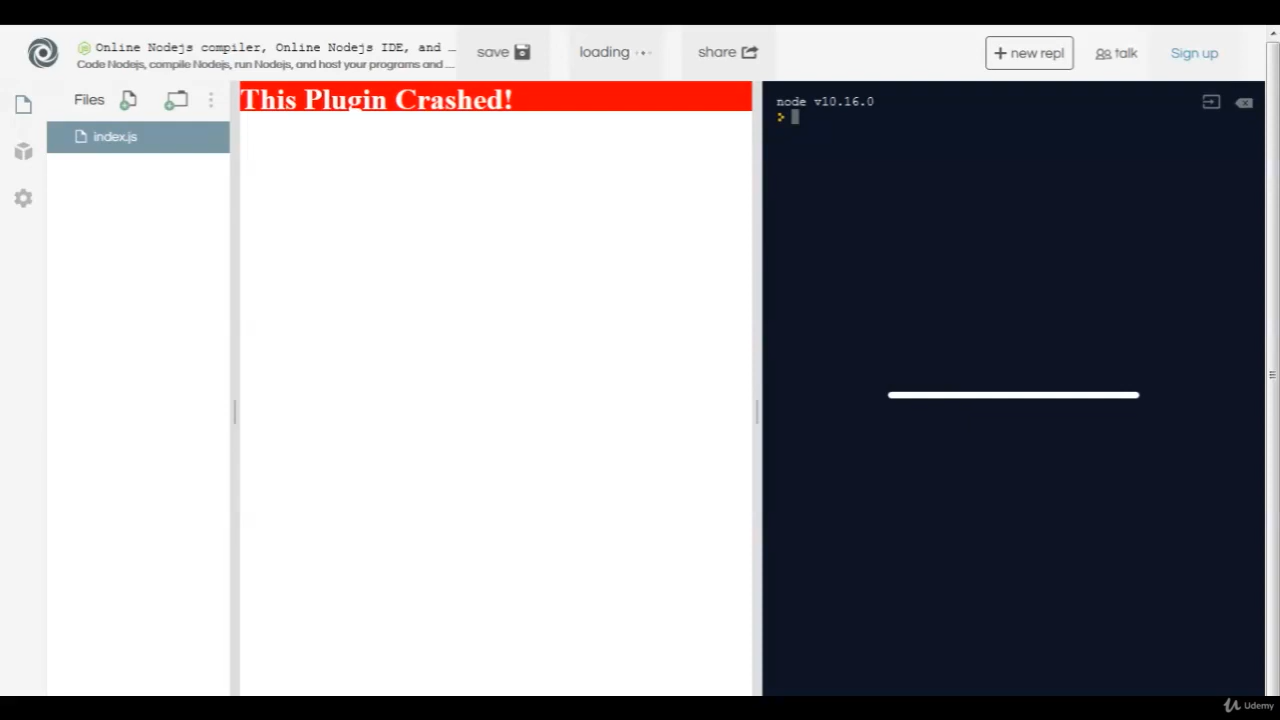 Online Nodejs compiler, Online Nodejs IDE, and ...
Code Nodejs, compile Nodejs, run Nodejs, and host your programs and ...
save
loading
share
+ new repl
talk
Sign up
Files
index.js
This Plugin Crashed!
node v10.16.0
>
Udemy